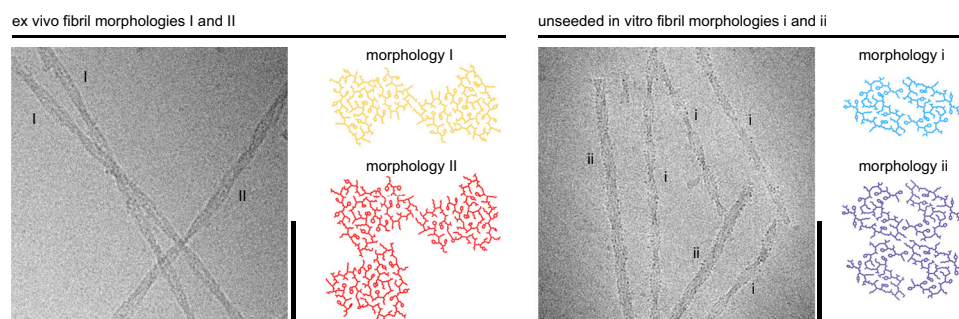 ex vivo fibril morphologies I and II
I
I
II
morphology I
morphology II
unseeded in vitro fibril morphologies i and ii
ii
i
i
i
ii
i
morphology i
morphology ii